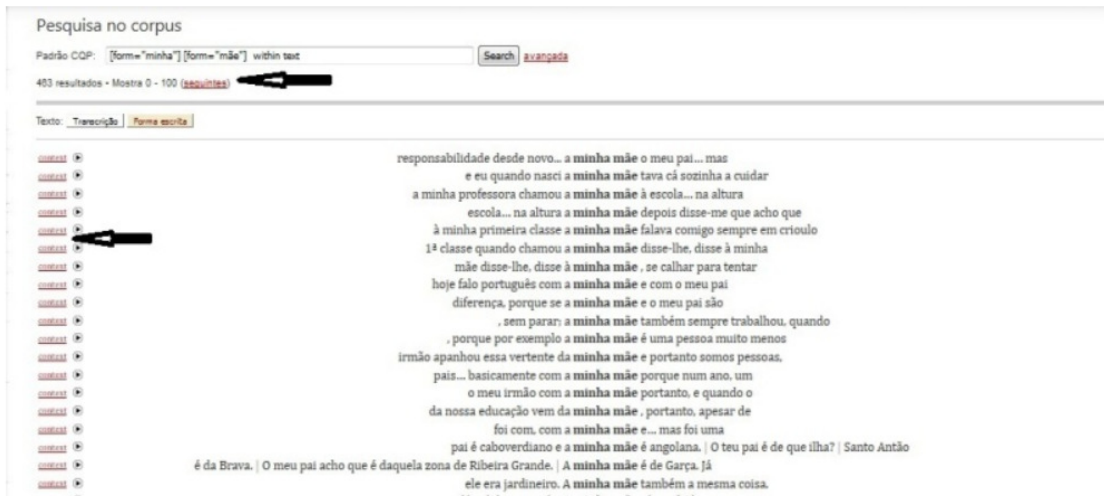 Pesquisa no corpus
Padrão CQP: [form="minha"] [form="mãe"] within text Search avançada
463 resultados - Mostra 0 - 100 (seguintes)
Texto: Transcrição Forma escrita
context responsabilidade desde novo... a minha mãe o meu pai... mas
context e eu quando nasci a minha mãe tava cá sozinha a cuidar
context a minha professora chamou a minha mãe à escola... na altura
context escola... na altura a minha mãe depois disse-me que acho que
context à minha primeira classe a minha mãe falava comigo sempre em crioulo
context 1ª classe quando chamou a minha mãe disse-lhe, disse à minha
context mãe disse-lhe, disse à minha mãe , se calhar para tentar
context hoje falo português com a minha mãe e com o meu pai
context diferença, porque se a minha mãe e o meu pai são
context , sem parar; a minha mãe também sempre trabalhou, quando
context , porque por exemplo a minha mãe é uma pessoa muito menos
context irmão apanhou essa vertente da minha mãe e portanto somos pessoas,
context pais... basicamente com a minha mãe porque num ano, um
context o meu irmão com a minha mãe portanto, e quando o
context da nossa educação vem da minha mãe , portanto, apesar de
context foi com, com a minha mãe e... mas foi uma
context pai é caboverdiano e a minha mãe é angolana. | O teu pai é de que ilha? | Santo Antão
context é da Brava. | O meu pai acho que é daquela zona de Ribeira Grande. | A minha mãe é de Garça. Já
context ele era jardineiro. A minha mãe também a mesma coisa.